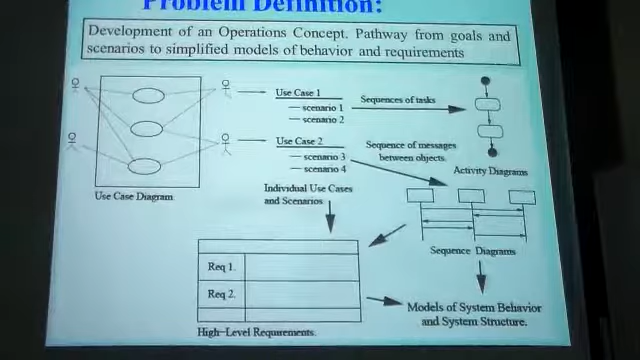 Problem Definition:
Development of an Operations Concept. Pathway from goals and
scenarios to simplified models of behavior and requirements
Use Case 1
— scenario 1
— scenario 2
Sequences of tasks
Use Case 2
— scenario 3
— scenario 4
Sequence of messages
between objects.
Activity Diagrams
Use Case Diagram
Individual Use Cases
and Scenarios
Sequence Diagrams
Req 1.
Req 2.
High-Level Requirements.
Models of System Behavior
and System Structure.